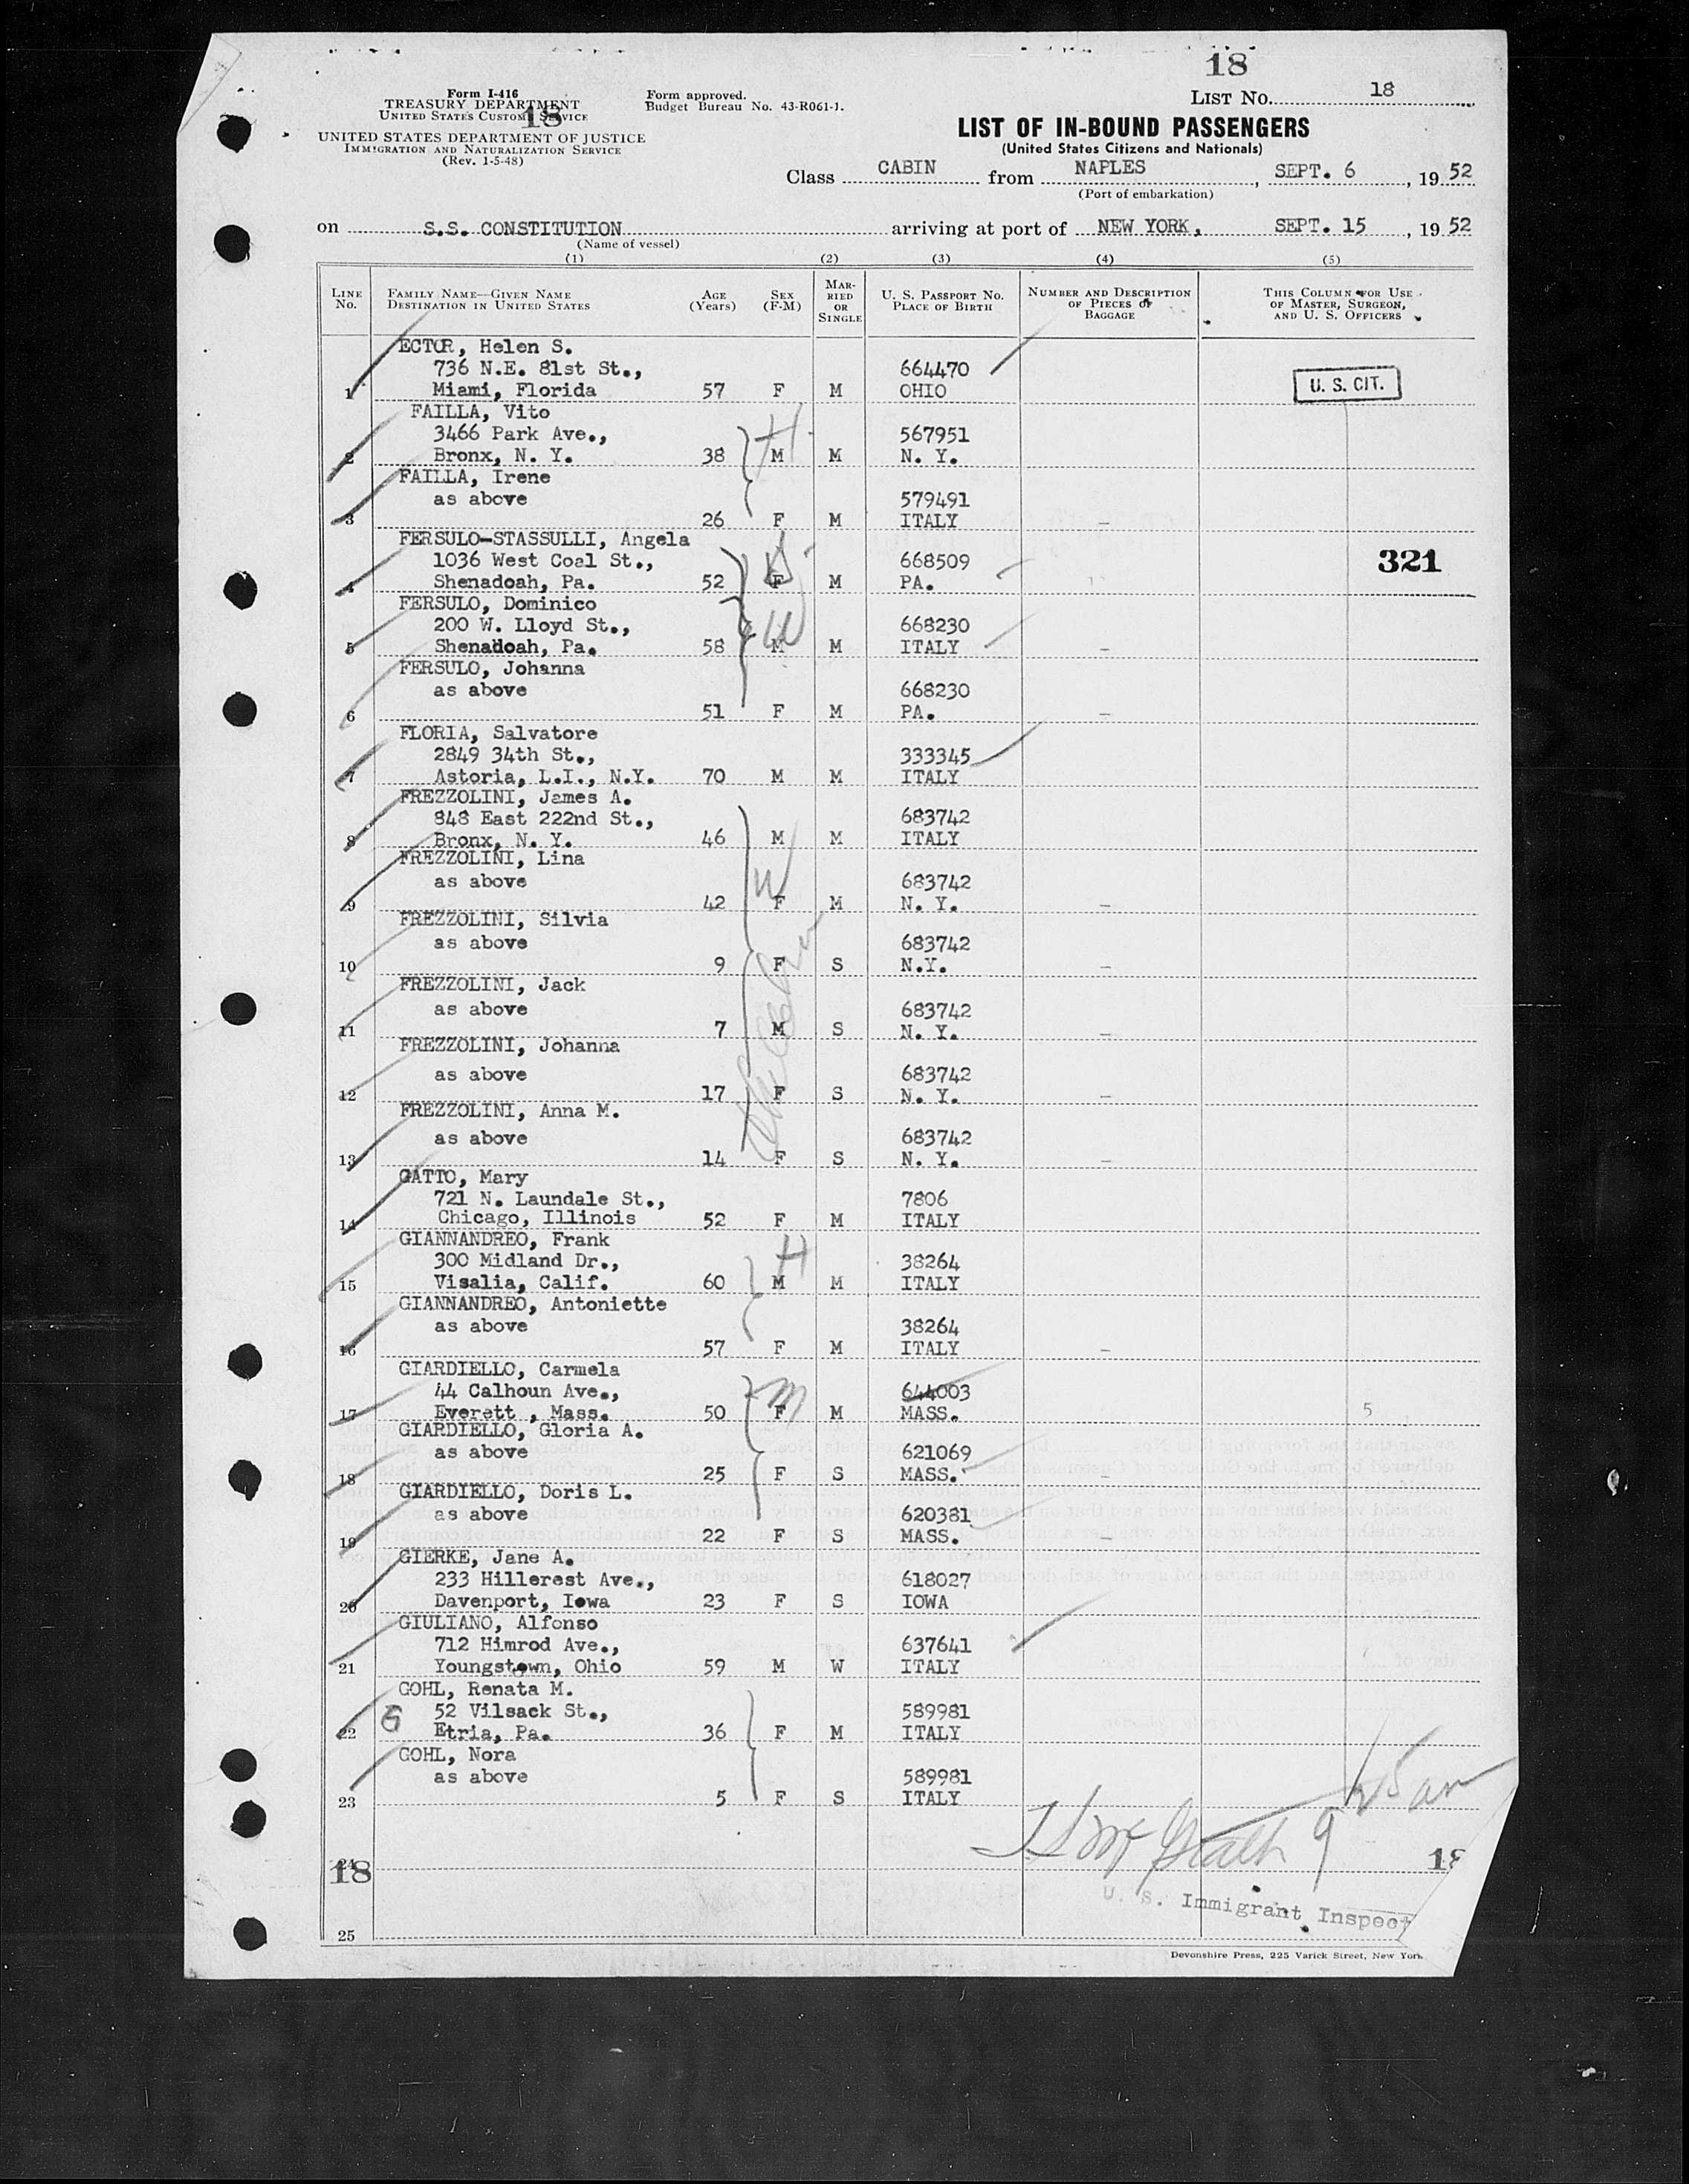 18
Form I-416
TREASURY DEPARTMENT
UNITED STATES CUSTOMS SERVICE
18
UNITED STATES DEPARTMENT OF JUSTICE
IMMIGRATION AND NATURALIZATION SERVICE
(Rev. 1-5-48)
Form approved.
Budget Bureau No. 43-R061-1.
LIST No. 18
LIST OF IN-BOUND PASSENGERS
(United States Citizens and Nationals)
Class CABIN from NAPLES, SEPT. 6, 19 52
(Port of embarkation)
on S.S. CONSTITUTION arriving at port of NEW YORK, SEPT. 15, 19 52
(Name of vessel)
(1) (2) (3) (4) (5)
LINE No. FAMILY NAME—GIVEN NAME DESTINATION IN UNITED STATES AGE (Years) SEX (F-M) MARRIED OR SINGLE U. S. PASSPORT NO. PLACE OF BIRTH NUMBER AND DESCRIPTION OF PIECES OF BAGGAGE THIS COLUMN FOR USE OF MASTER, SURGEON, AND U. S. OFFICERS
ECTOR, Helen S.
736 N.E. 81st St., 664470
1 Miami, Florida 57 F M OHIO U. S. CIT.
FAILLA, Vito
3466 Park Ave., H 567951
2 Bronx, N. Y. 38 M M N. Y.
FAILLA, Irene
as above 579491
3 26 F M ITALY –
FERSULO-STASSULLI, Angela
1036 West Coal St., 668509 321
4 Shenadoah, Pa. 52 F M PA.
FERSULO, Dominico
200 W. Lloyd St., W 668230
5 Shenadoah, Pa. 58 M M ITALY –
FERSULO, Johanna
as above 668230
6 51 F M PA. –
FLORIA, Salvatore
2849 34th St., 333345
7 Astoria, L.I., N.Y. 70 M M ITALY
FREZZOLINI, James A.
848 East 222nd St., 683742
8 Bronx, N. Y. 46 M M ITALY
FREZZOLINI, Lina
as above W 683742
9 42 F M N. Y. –
FREZZOLINI, Silvia
as above 683742
10 9 F S N.Y. –
FREZZOLINI, Jack
as above 683742
11 7 M S N. Y. –
FREZZOLINI, Johanna
as above 683742
12 17 F S N. Y. –
FREZZOLINI, Anna M.
as above 683742
13 14 F S N. Y. –
GATTO, Mary
721 N. Laundale St., 7806
14 Chicago, Illinois 52 F M ITALY
GIANNANDREO, Frank
300 Midland Dr., H 38264
15 Visalia, Calif. 60 M M ITALY
GIANNANDREO, Antoniette
as above 38264
16 57 F M ITALY –
GIARDIELLO, Carmela
44 Calhoun Ave., M 644003
17 Everett , Mass. 50 F M MASS. 5
GIARDIELLO, Gloria A.
as above 621069
18 25 F S MASS. –
GIARDIELLO, Doris L.
as above 620381
19 22 F S MASS. –
GIERKE, Jane A.
233 Hillerest Ave., 618027
20 Davenport, Iowa 23 F S IOWA
GIULIANO, Alfonso
712 Himrod Ave., 637641
21 Youngstown, Ohio 59 M W ITALY
GOHL, Renata M.
G 52 Vilsack St., 589981
22 Etria, Pa. 36 F M ITALY
GOHL, Nora
as above 589981
23 5 F S ITALY
24
18 18
U. S. Immigrant Inspect
25
Devonshire Press, 225 Varick Street, New York